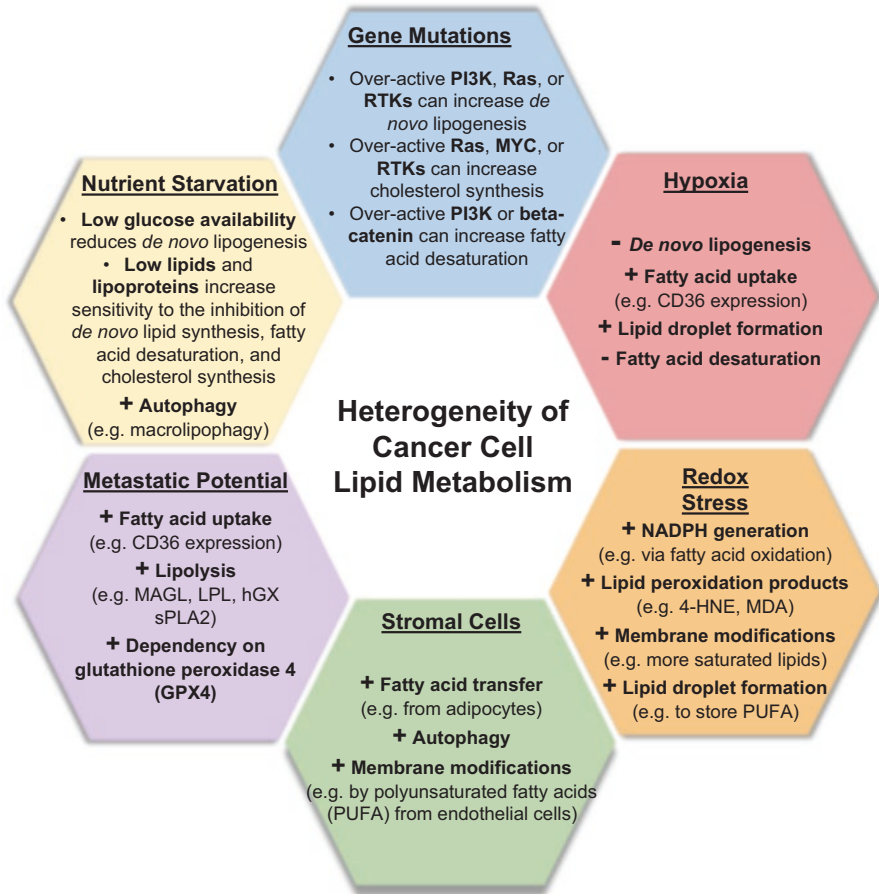 Gene Mutations
• Over-active PI3K, Ras, or
RTKs can increase de
novo lipogenesis
• Over-active Ras, MYC, or
RTKs can increase
cholesterol synthesis
• Over-active PI3K or beta-
catenin can increase fatty
acid desaturation
Nutrient Starvation
• Low glucose availability
reduces de novo lipogenesis
• Low lipids and
lipoproteins increase
sensitivity to the inhibition of
de novo lipid synthesis, fatty
acid desaturation, and
cholesterol synthesis
+ Autophagy
(e.g. macrolipophagy)
Hypoxia
- De novo lipogenesis
+ Fatty acid uptake
(e.g. CD36 expression)
+ Lipid droplet formation
- Fatty acid desaturation
Heterogeneity of
Cancer Cell
Lipid Metabolism
Metastatic Potential
+ Fatty acid uptake
(e.g. CD36 expression)
+ Lipolysis
(e.g. MAGL, LPL, hGX
sPLA2)
+ Dependency on
glutathione peroxidase 4
(GPX4)
Redox
Stress
+ NADPH generation
(e.g. via fatty acid oxidation)
+ Lipid peroxidation products
(e.g. 4-HNE, MDA)
+ Membrane modifications
(e.g. more saturated lipids)
+ Lipid droplet formation
(e.g. to store PUFA)
Stromal Cells
+ Fatty acid transfer
(e.g. from adipocytes)
+ Autophagy
+ Membrane modifications
(e.g. by polyunsaturated fatty acids
(PUFA) from endothelial cells)